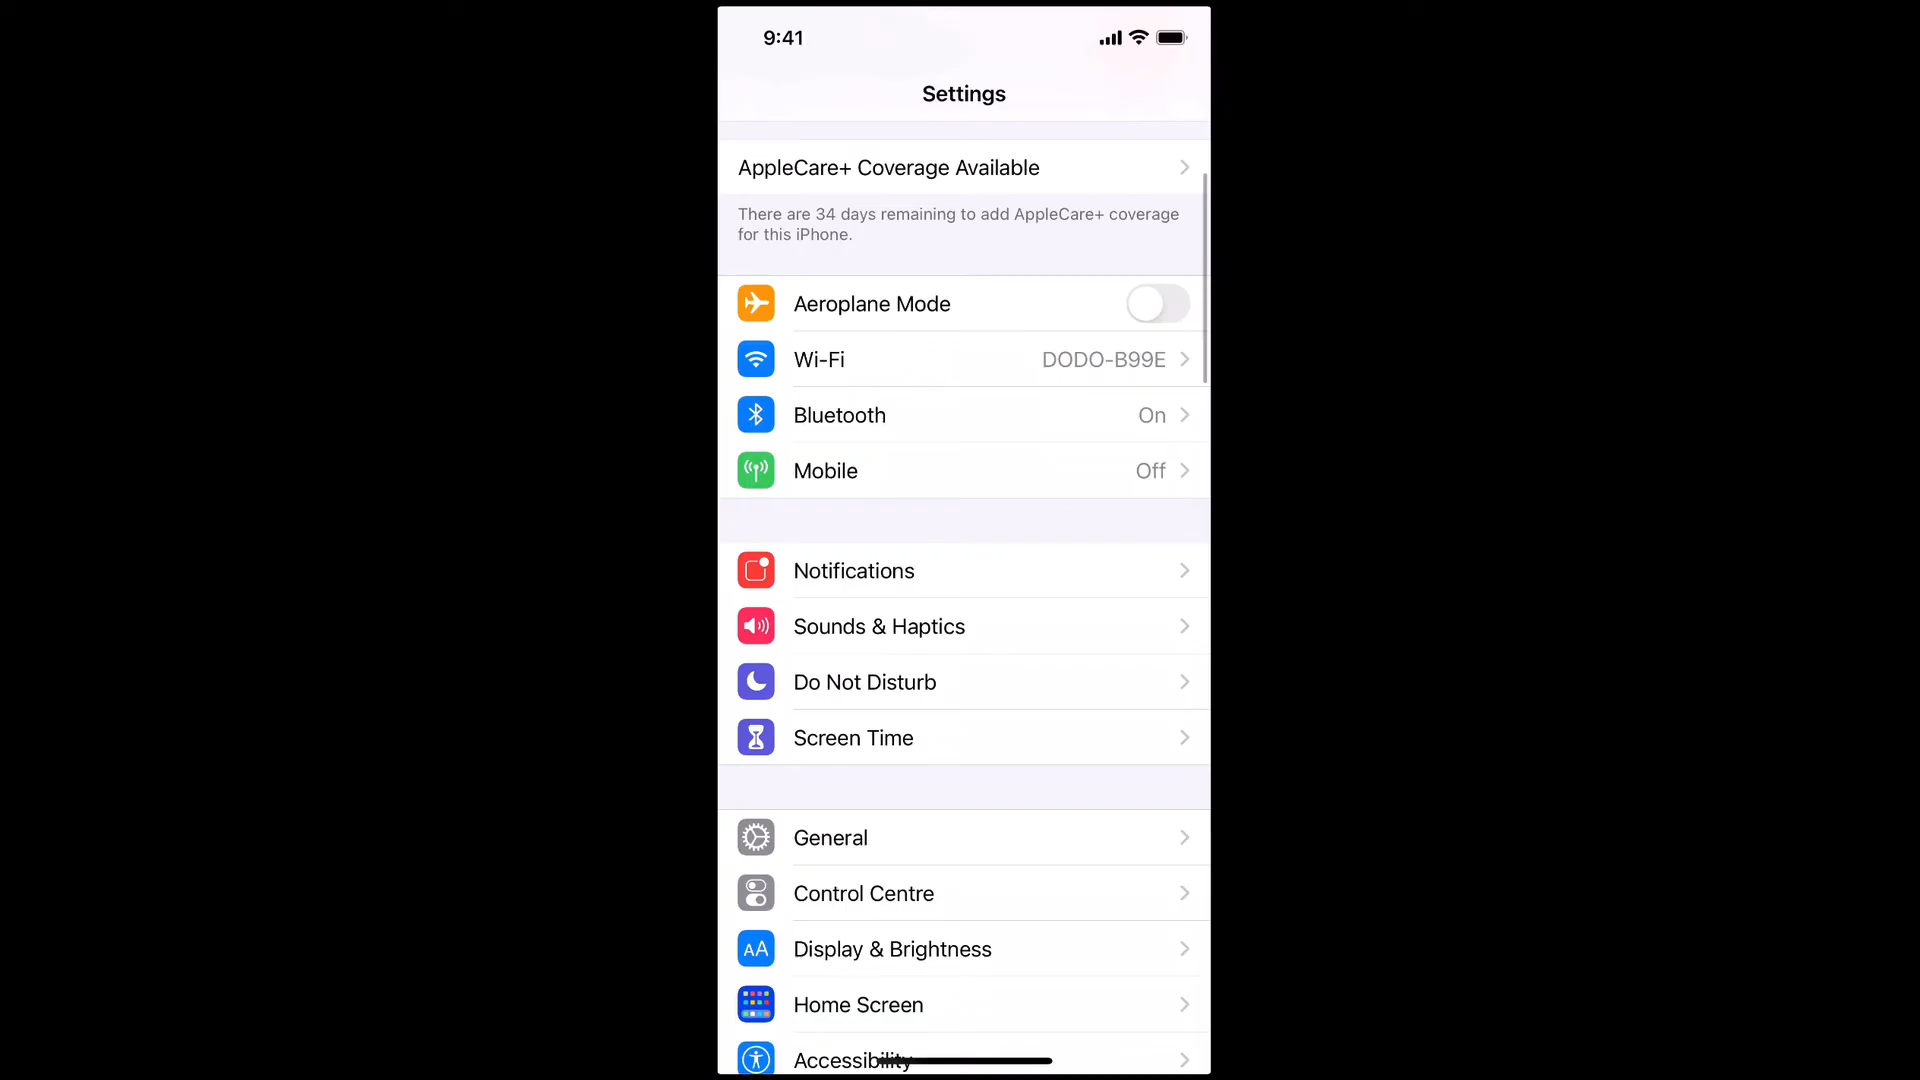 9:41
Settings
AppleCare+ Coverage Available
There are 34 days remaining to add AppleCare+ coverage
for this iPhone.
Aeroplane Mode
Wi-Fi DODO-B99E
Bluetooth On
Mobile Off
Notifications
Sounds & Haptics
Do Not Disturb
Screen Time
General
Control Centre
AA Display & Brightness
Home Screen
Accessibility